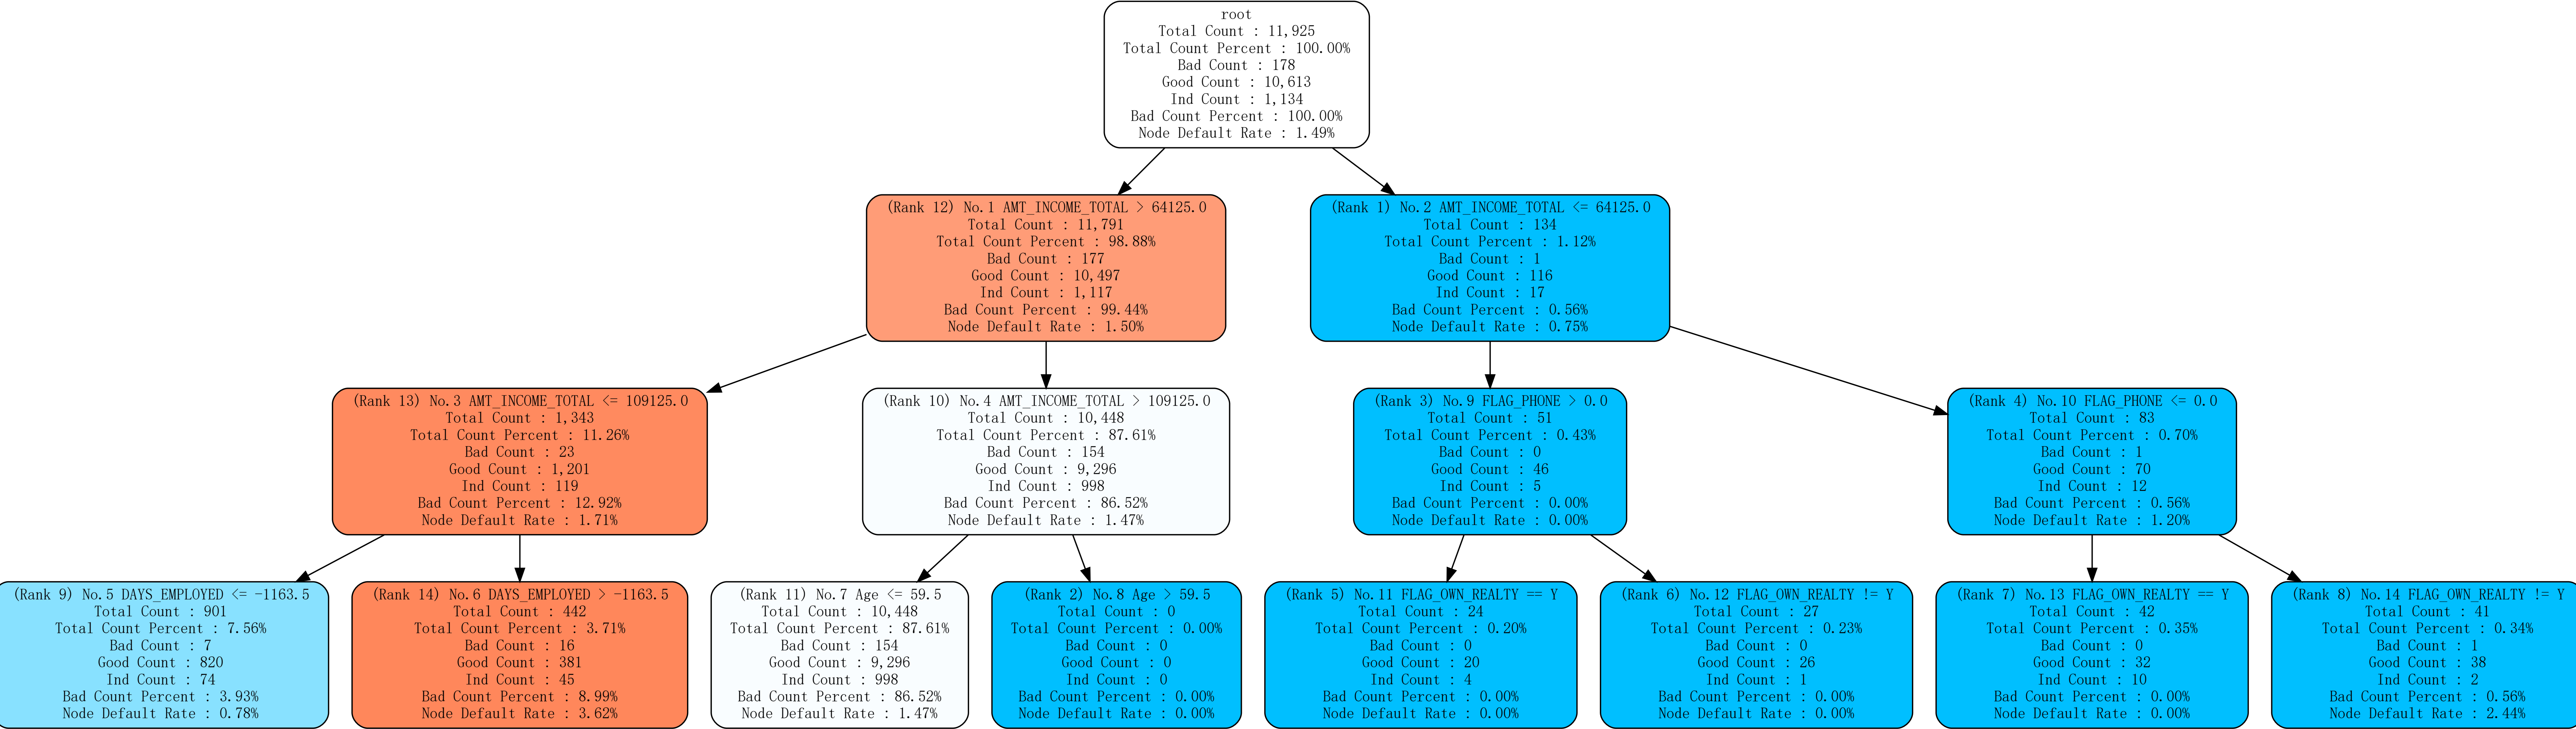 root
Total Count : 11,925
Total Count Percent : 100.00%
Bad Count : 178
Good Count : 10,613
Ind Count : 1,134
Bad Count Percent : 100.00%
Node Default Rate : 1.49%
(Rank 12) No.1 AMT_INCOME_TOTAL > 64125.0
Total Count : 11,791
Total Count Percent : 98.88%
Bad Count : 177
Good Count : 10,497
Ind Count : 1,117
Bad Count Percent : 99.44%
Node Default Rate : 1.50%
(Rank 1) No.2 AMT_INCOME_TOTAL <= 64125.0
Total Count : 134
Total Count Percent : 1.12%
Bad Count : 1
Good Count : 116
Ind Count : 17
Bad Count Percent : 0.56%
Node Default Rate : 0.75%
(Rank 13) No.3 AMT_INCOME_TOTAL <= 109125.0
Total Count : 1,343
Total Count Percent : 11.26%
Bad Count : 23
Good Count : 1,201
Ind Count : 119
Bad Count Percent : 12.92%
Node Default Rate : 1.71%
(Rank 10) No.4 AMT_INCOME_TOTAL > 109125.0
Total Count : 10,448
Total Count Percent : 87.61%
Bad Count : 154
Good Count : 9,296
Ind Count : 998
Bad Count Percent : 86.52%
Node Default Rate : 1.47%
(Rank 3) No.9 FLAG_PHONE > 0.0
Total Count : 51
Total Count Percent : 0.43%
Bad Count : 0
Good Count : 46
Ind Count : 5
Bad Count Percent : 0.00%
Node Default Rate : 0.00%
(Rank 4) No.10 FLAG_PHONE <= 0.0
Total Count : 83
Total Count Percent : 0.70%
Bad Count : 1
Good Count : 70
Ind Count : 12
Bad Count Percent : 0.56%
Node Default Rate : 1.20%
(Rank 9) No.5 DAYS_EMPLOYED <= -1163.5
Total Count : 901
Total Count Percent : 7.56%
Bad Count : 7
Good Count : 820
Ind Count : 74
Bad Count Percent : 3.93%
Node Default Rate : 0.78%
(Rank 14) No.6 DAYS_EMPLOYED > -1163.5
Total Count : 442
Total Count Percent : 3.71%
Bad Count : 16
Good Count : 381
Ind Count : 45
Bad Count Percent : 8.99%
Node Default Rate : 3.62%
(Rank 11) No.7 Age <= 59.5
Total Count : 10,448
Total Count Percent : 87.61%
Bad Count : 154
Good Count : 9,296
Ind Count : 998
Bad Count Percent : 86.52%
Node Default Rate : 1.47%
(Rank 2) No.8 Age > 59.5
Total Count : 0
Total Count Percent : 0.00%
Bad Count : 0
Good Count : 0
Ind Count : 0
Bad Count Percent : 0.00%
Node Default Rate : 0.00%
(Rank 5) No.11 FLAG_OWN_REALTY == Y
Total Count : 24
Total Count Percent : 0.20%
Bad Count : 0
Good Count : 20
Ind Count : 4
Bad Count Percent : 0.00%
Node Default Rate : 0.00%
(Rank 6) No.12 FLAG_OWN_REALTY != Y
Total Count : 27
Total Count Percent : 0.23%
Bad Count : 0
Good Count : 26
Ind Count : 1
Bad Count Percent : 0.00%
Node Default Rate : 0.00%
(Rank 7) No.13 FLAG_OWN_REALTY == Y
Total Count : 42
Total Count Percent : 0.35%
Bad Count : 0
Good Count : 32
Ind Count : 10
Bad Count Percent : 0.00%
Node Default Rate : 0.00%
(Rank 8) No.14 FLAG_OWN_REALTY != Y
Total Count : 41
Total Count Percent : 0.34%
Bad Count : 1
Good Count : 38
Ind Count : 2
Bad Count Percent : 0.56%
Node Default Rate : 2.44%